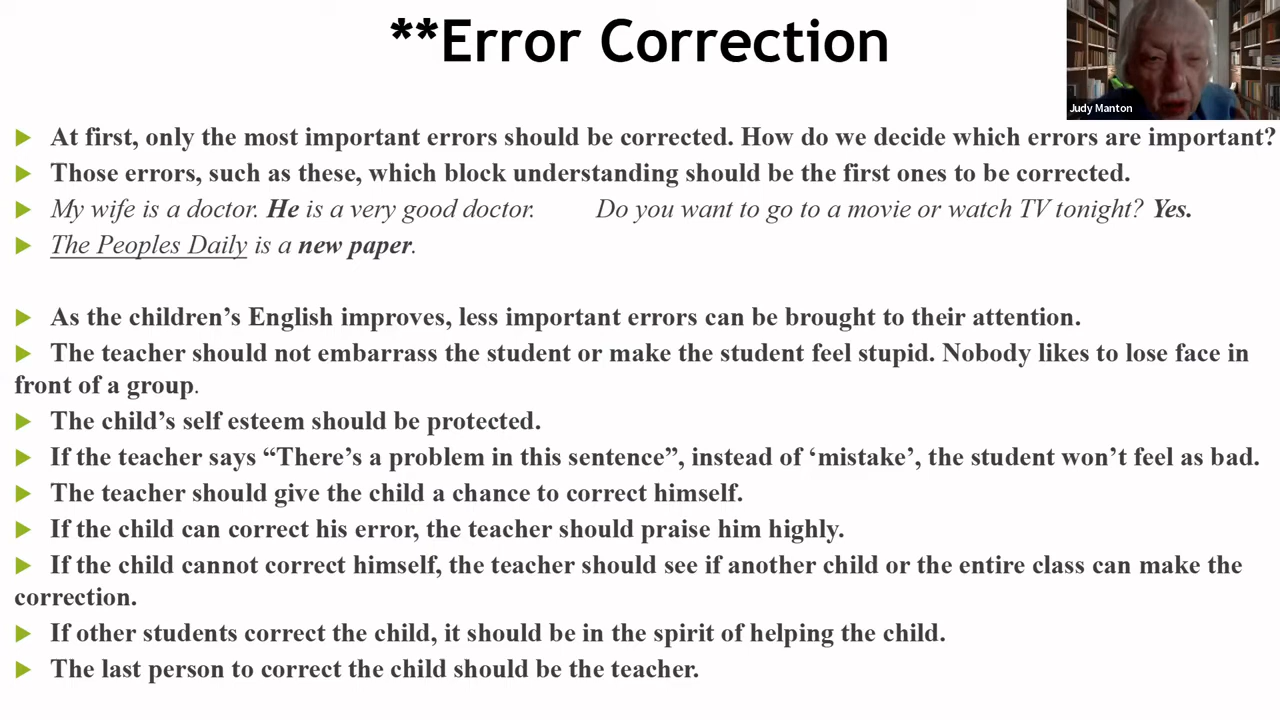 **Error Correction
Judy Manton
At first, only the most important errors should be corrected. How do we decide which errors are important?
Those errors, such as these, which block understanding should be the first ones to be corrected.
My wife is a doctor. He is a very good doctor. Do you want to go to a movie or watch TV tonight? Yes.
The Peoples Daily is a new paper.
As the children’s English improves, less important errors can be brought to their attention.
The teacher should not embarrass the student or make the student feel stupid. Nobody likes to lose face in
front of a group.
The child’s self esteem should be protected.
If the teacher says “There’s a problem in this sentence”, instead of ‘mistake’, the student won’t feel as bad.
The teacher should give the child a chance to correct himself.
If the child can correct his error, the teacher should praise him highly.
If the child cannot correct himself, the teacher should see if another child or the entire class can make the
correction.
If other students correct the child, it should be in the spirit of helping the child.
The last person to correct the child should be the teacher.